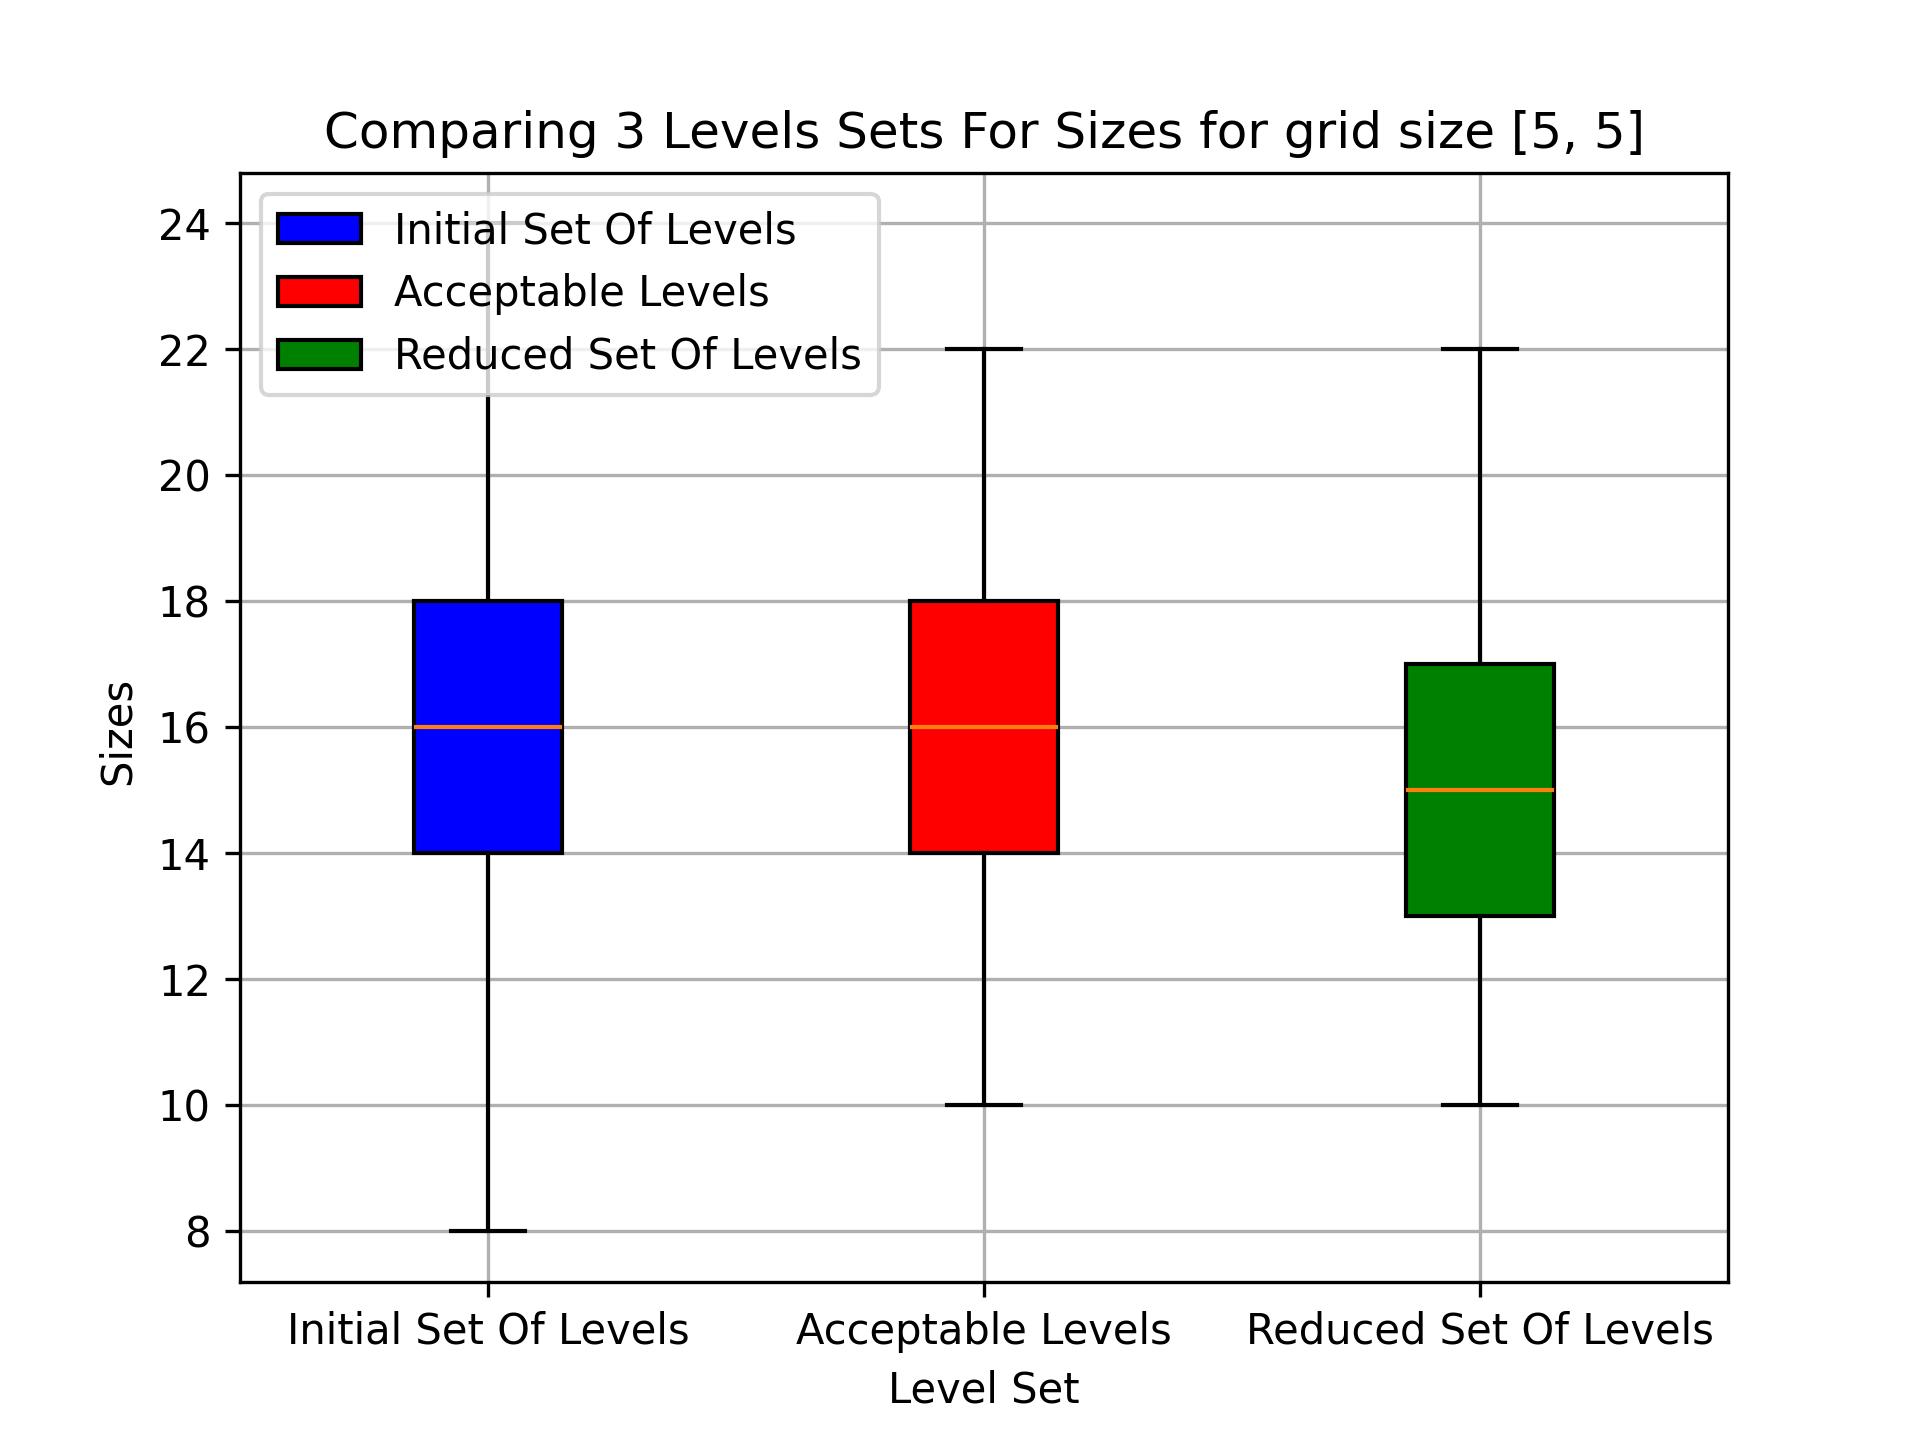 Comparing 3 Levels Sets For Sizes for grid size [5, 5]
Initial Set Of Levels
Acceptable Levels
Reduced Set Of Levels
24
22
20
18
16
14
12
10
8
Sizes
Initial Set Of Levels
Acceptable Levels
Reduced Set Of Levels
Level Set